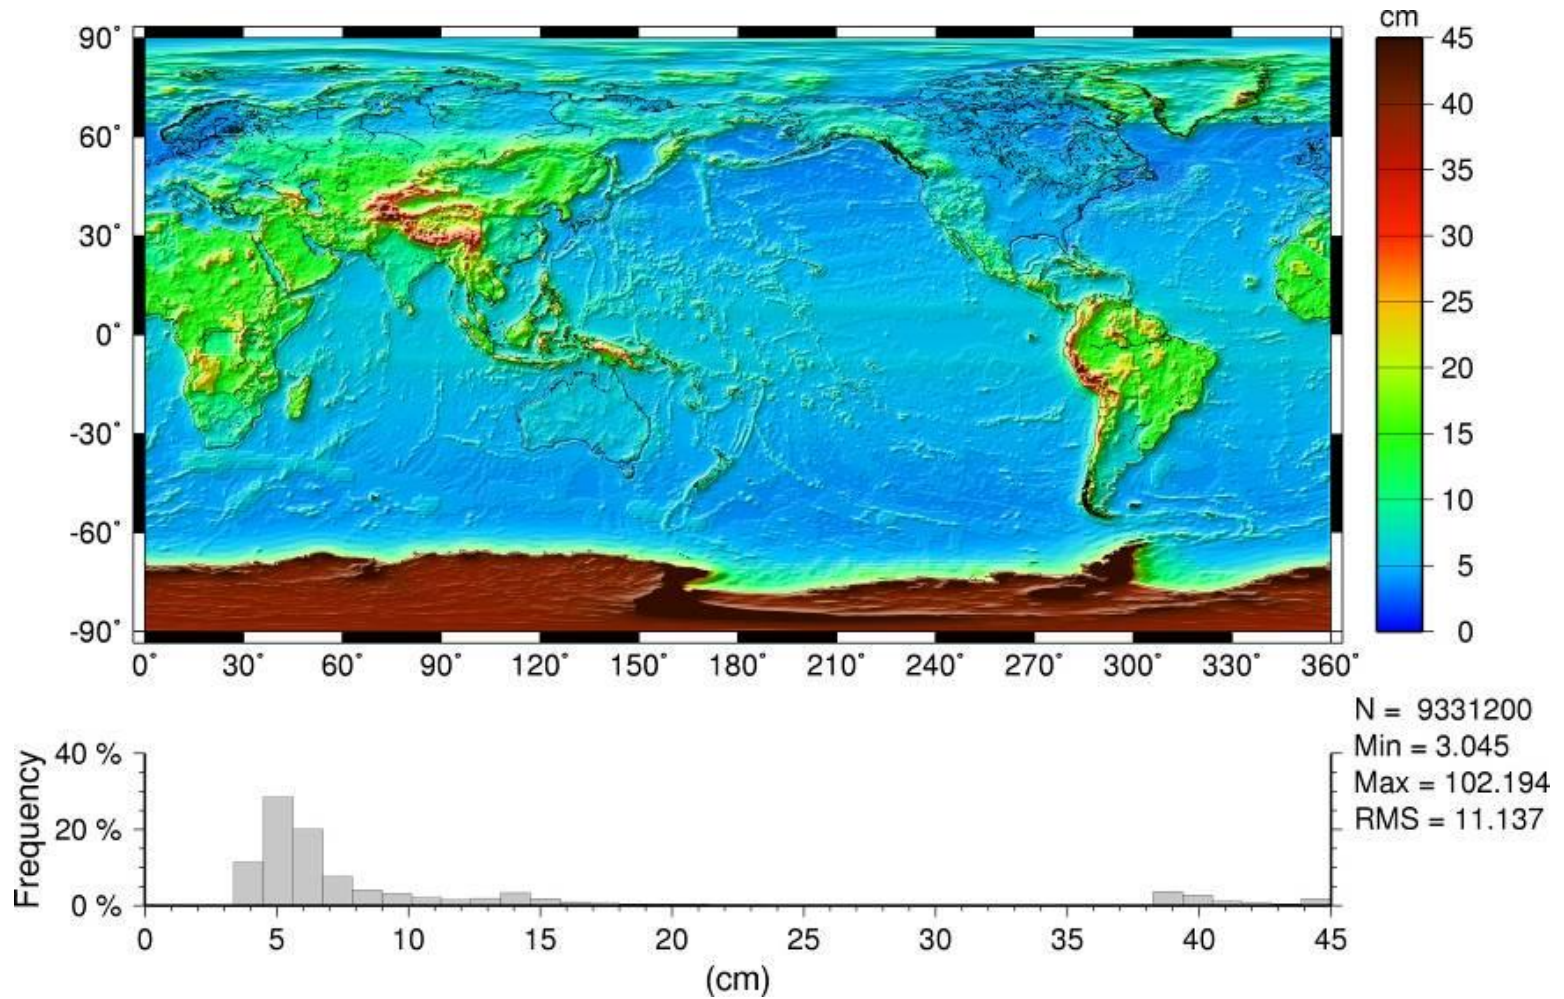 cm
90˚
60˚
30˚
0˚
-30˚
-60˚
-90˚
0˚ 30˚ 60˚ 90˚ 120˚ 150˚ 180˚ 210˚ 240˚ 270˚ 300˚ 330˚ 360˚
45
40
35
30
25
20
15
10
5
0
N = 9331200
Min = 3.045
Max = 102.194
RMS = 11.137
Frequency
40 %
20 %
0 %
0 5 10 15 20 25 30 35 40 45
(cm)